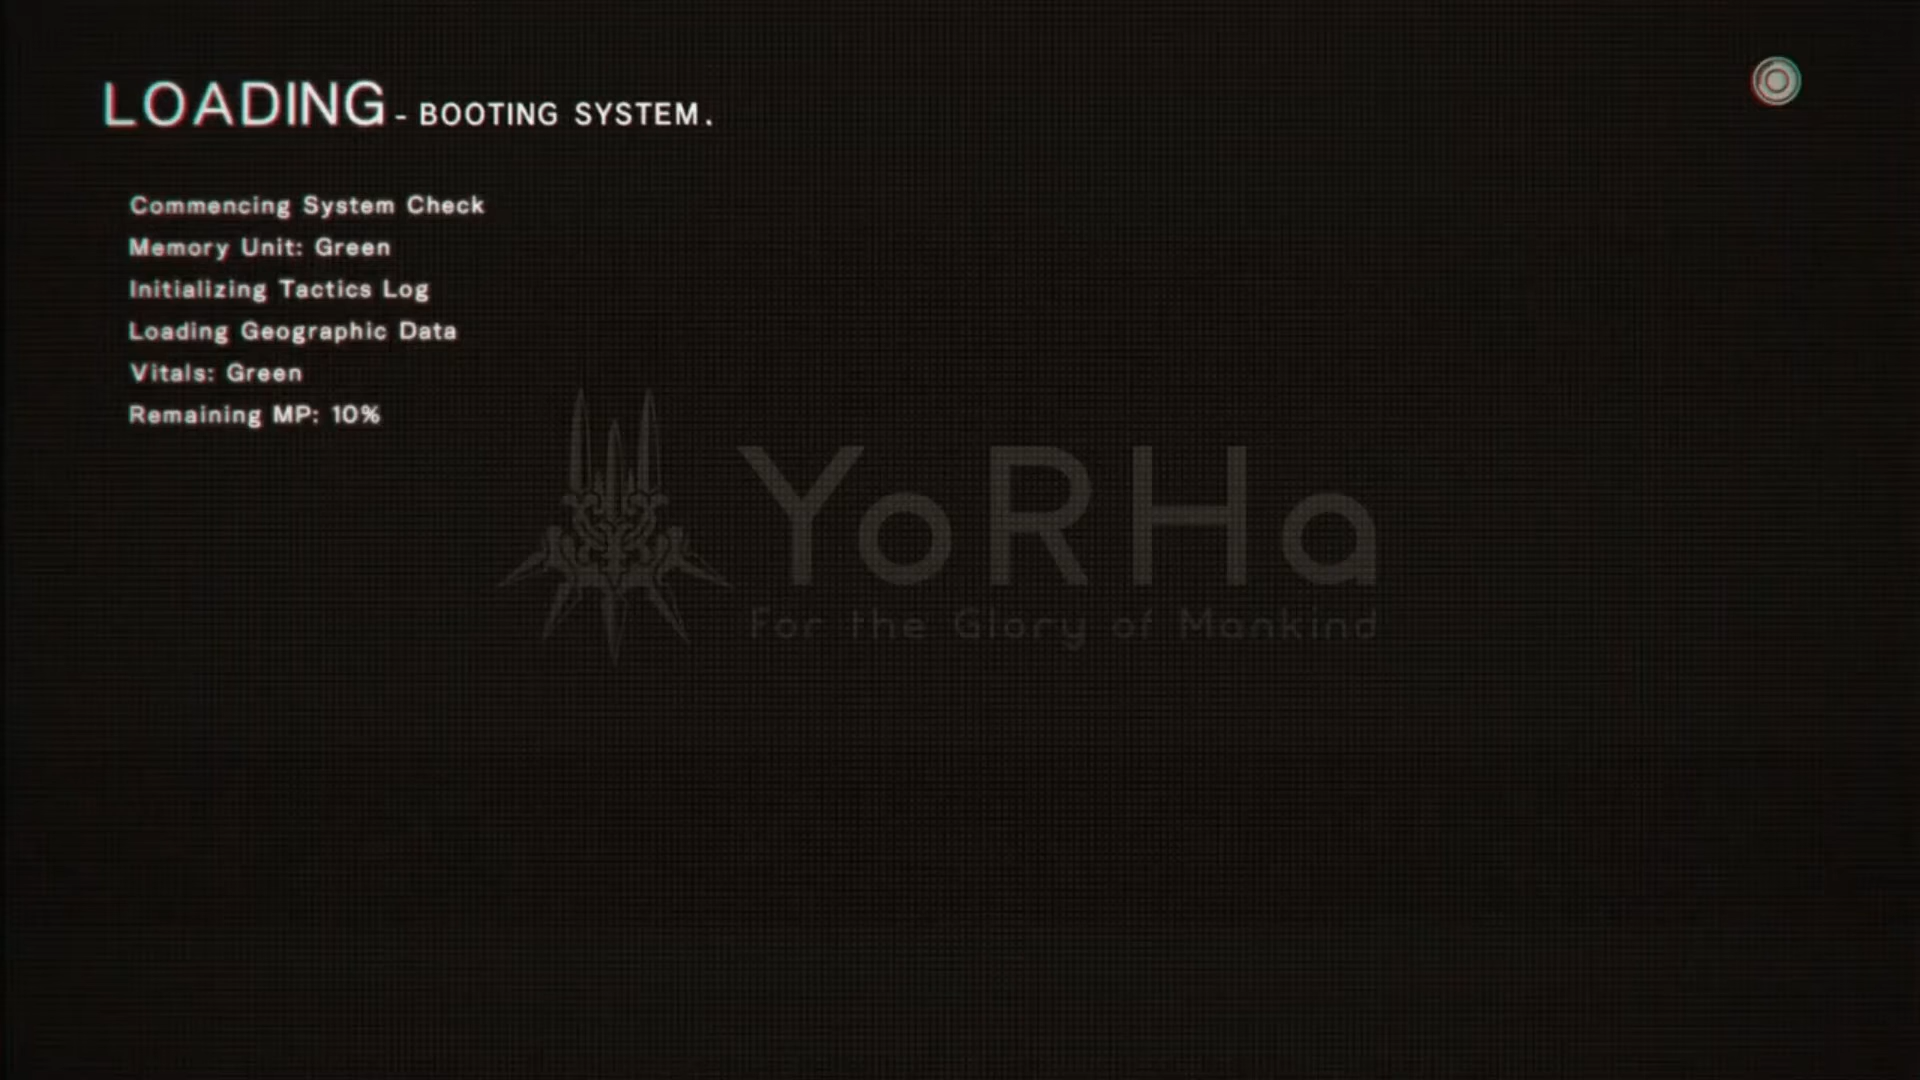 LOADING - BOOTING SYSTEM.
Commencing System Check
Memory Unit: Green
Initializing Tactics Log
Loading Geographic Data
Vitals: Green
Remaining MP: 10%
YoRHa
For the Glory of Mankind